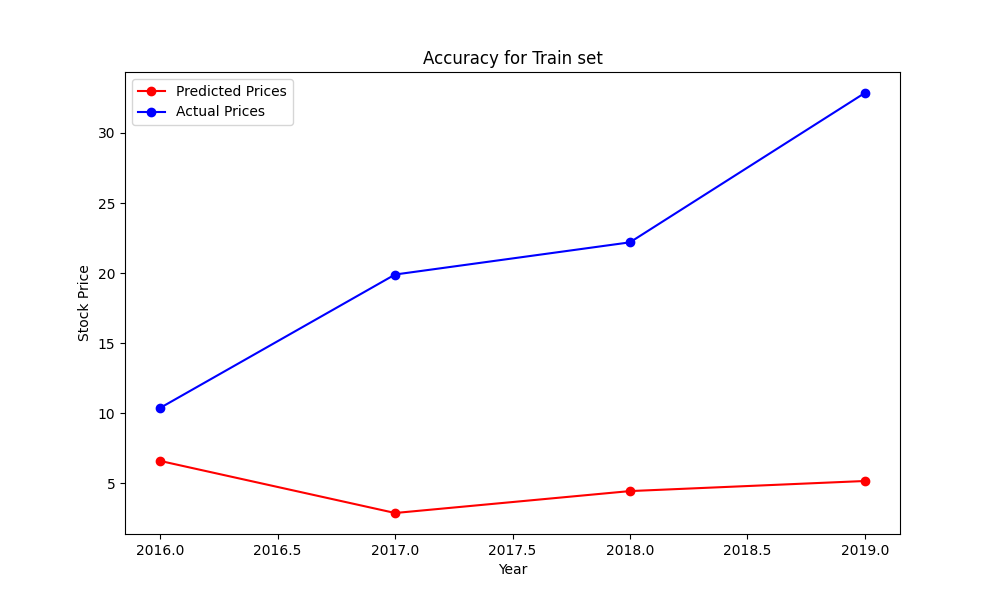 Accuracy for Train set
Predicted Prices
Actual Prices
30
25
20
15
10
5
Stock Price
2016.0 2016.5 2017.0 2017.5 2018.0 2018.5 2019.0
Year